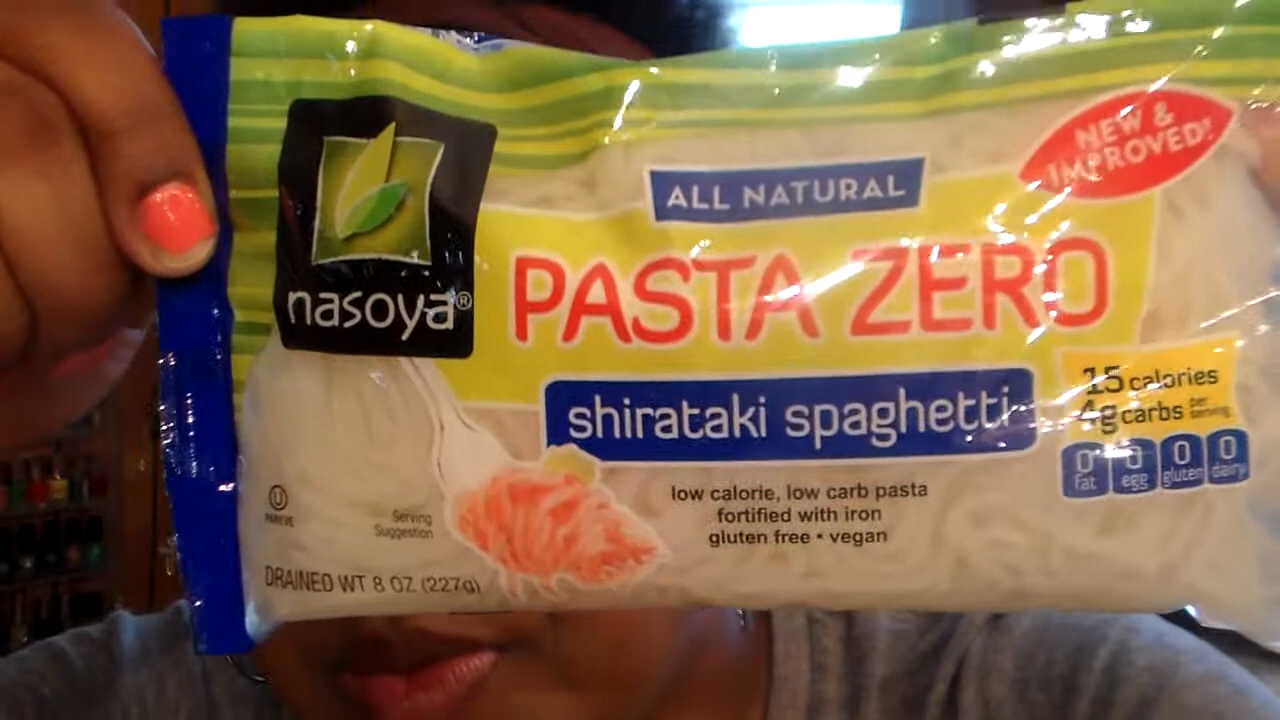 NEW &
IMPROVED!
ALL NATURAL
nasoya®
PASTA ZERO
shirataki spaghetti
15 calories
4g carbs per serving
0 fat
0 egg
0 gluten
0 dairy
low calorie, low carb pasta
fortified with iron
gluten free • vegan
U
PAREVE
Serving
Suggestion
DRAINED WT 8 OZ (227g)